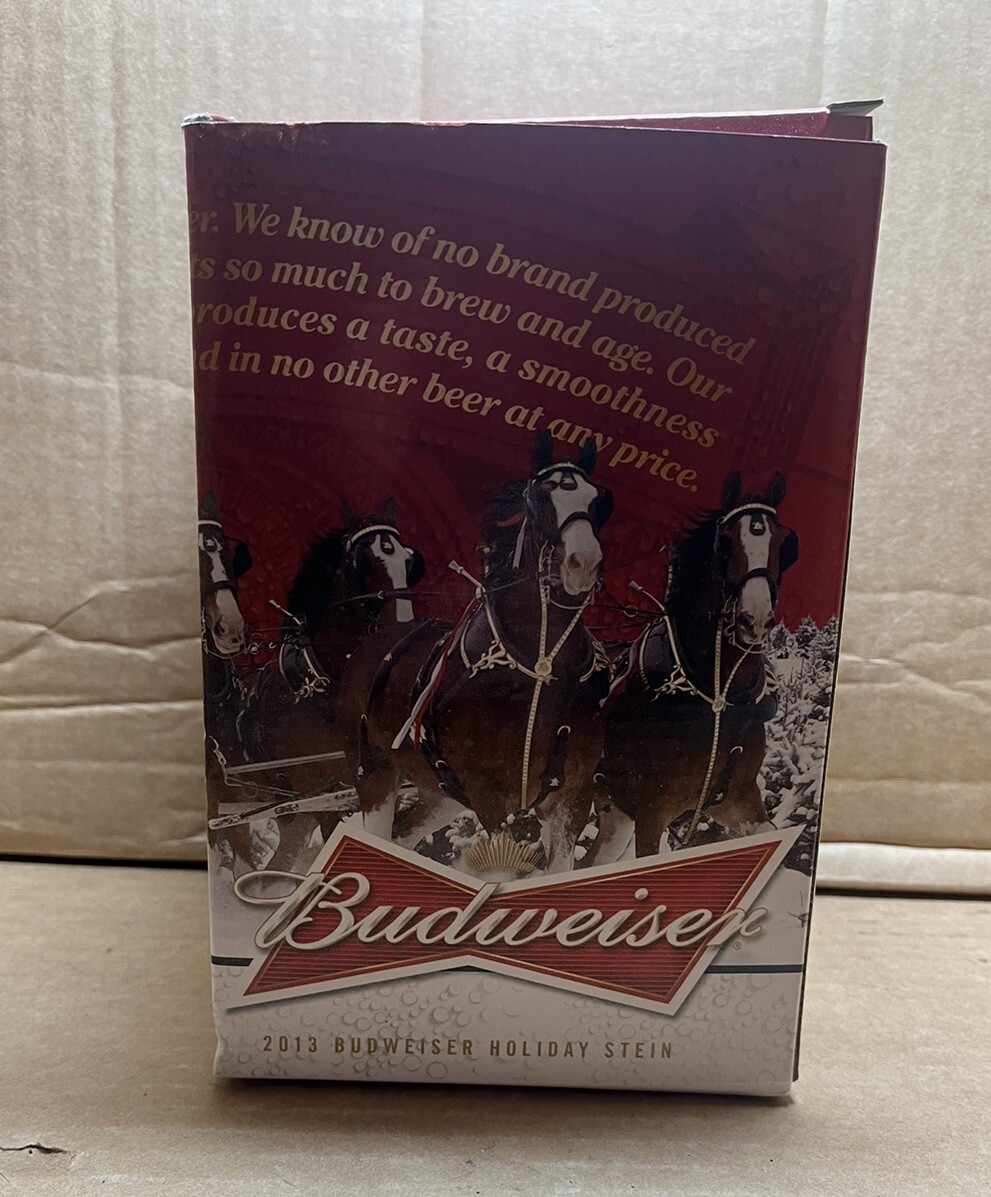 er. We know of no brand produced
ts so much to brew and age. Our
roduces a taste, a smoothness
d in no other beer at any price.
Budweiser®
2013 BUDWEISER HOLIDAY STEIN